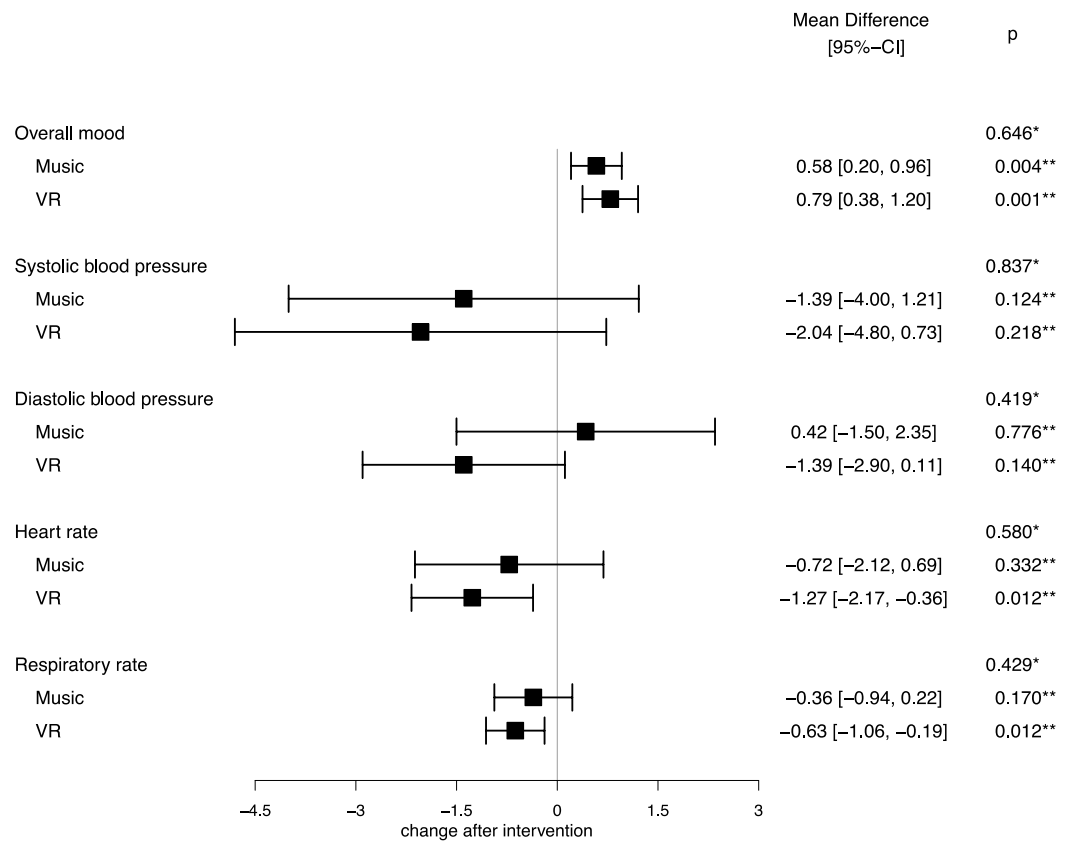 Mean Difference
[95%−CI]
p
Overall mood 0.646*
Music 0.58 [0.20, 0.96] 0.004**
VR 0.79 [0.38, 1.20] 0.001**
Systolic blood pressure 0.837*
Music −1.39 [−4.00, 1.21] 0.124**
VR −2.04 [−4.80, 0.73] 0.218**
Diastolic blood pressure 0.419*
Music 0.42 [−1.50, 2.35] 0.776**
VR −1.39 [−2.90, 0.11] 0.140**
Heart rate 0.580*
Music −0.72 [−2.12, 0.69] 0.332**
VR −1.27 [−2.17, −0.36] 0.012**
Respiratory rate 0.429*
Music −0.36 [−0.94, 0.22] 0.170**
VR −0.63 [−1.06, −0.19] 0.012**
−4.5 −3 −1.5 0 1.5 3
change after intervention